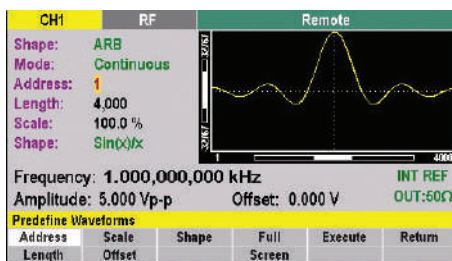 CH1 RF Remote
Shape: ARB
Mode: Continuous
Address: 1
Length: 4,000
Scale: 100.0 %
Shape: Sin(x)/x
32767
32767
1 4000
Frequency: 1.000,000,000 kHz INT REF
Amplitude: 5.000 Vp-p Offset: 0.000 V OUT:50Ω
Predefine Waveforms
Address Scale Shape Full Execute Return
Length Offset Screen